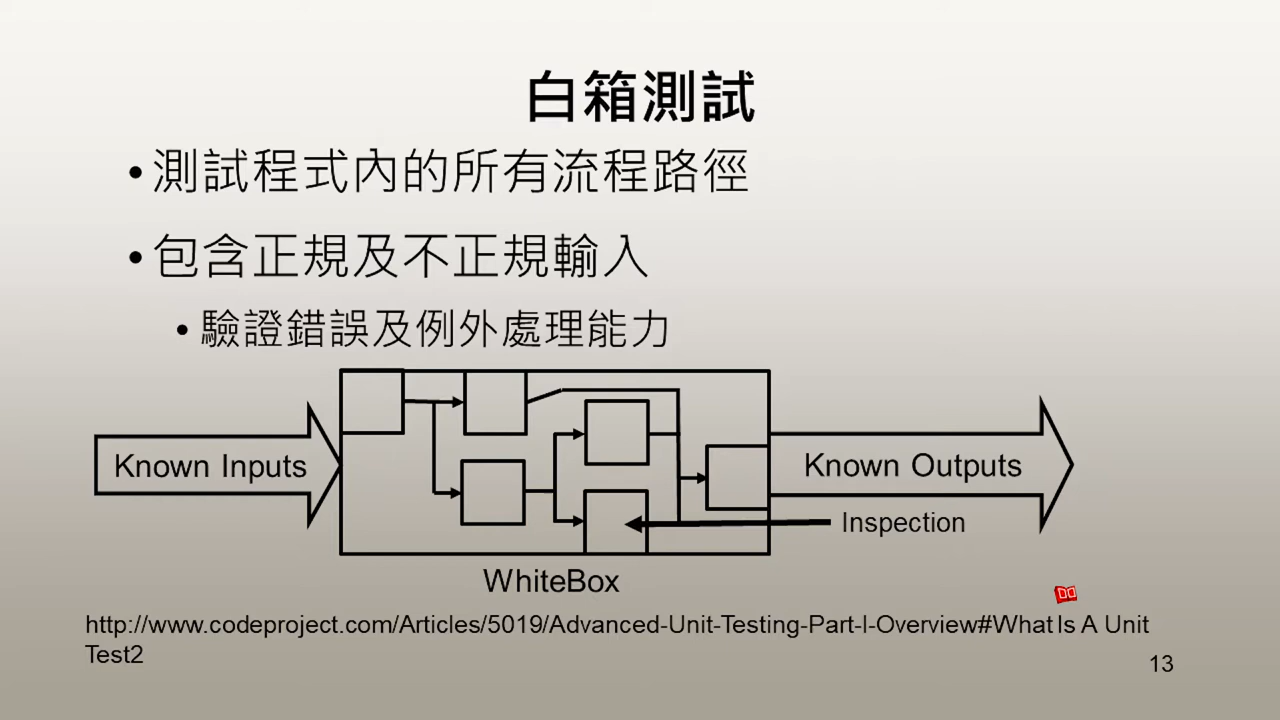 白箱測試
•測試程式內的所有流程路徑
•包含正規及不正規輸入
•驗證錯誤及例外處理能力
Known Inputs
Known Outputs
Inspection
WhiteBox
http://www.codeproject.com/Articles/5019/Advanced-Unit-Testing-Part-I-Overview#What Is A Unit
Test2
13